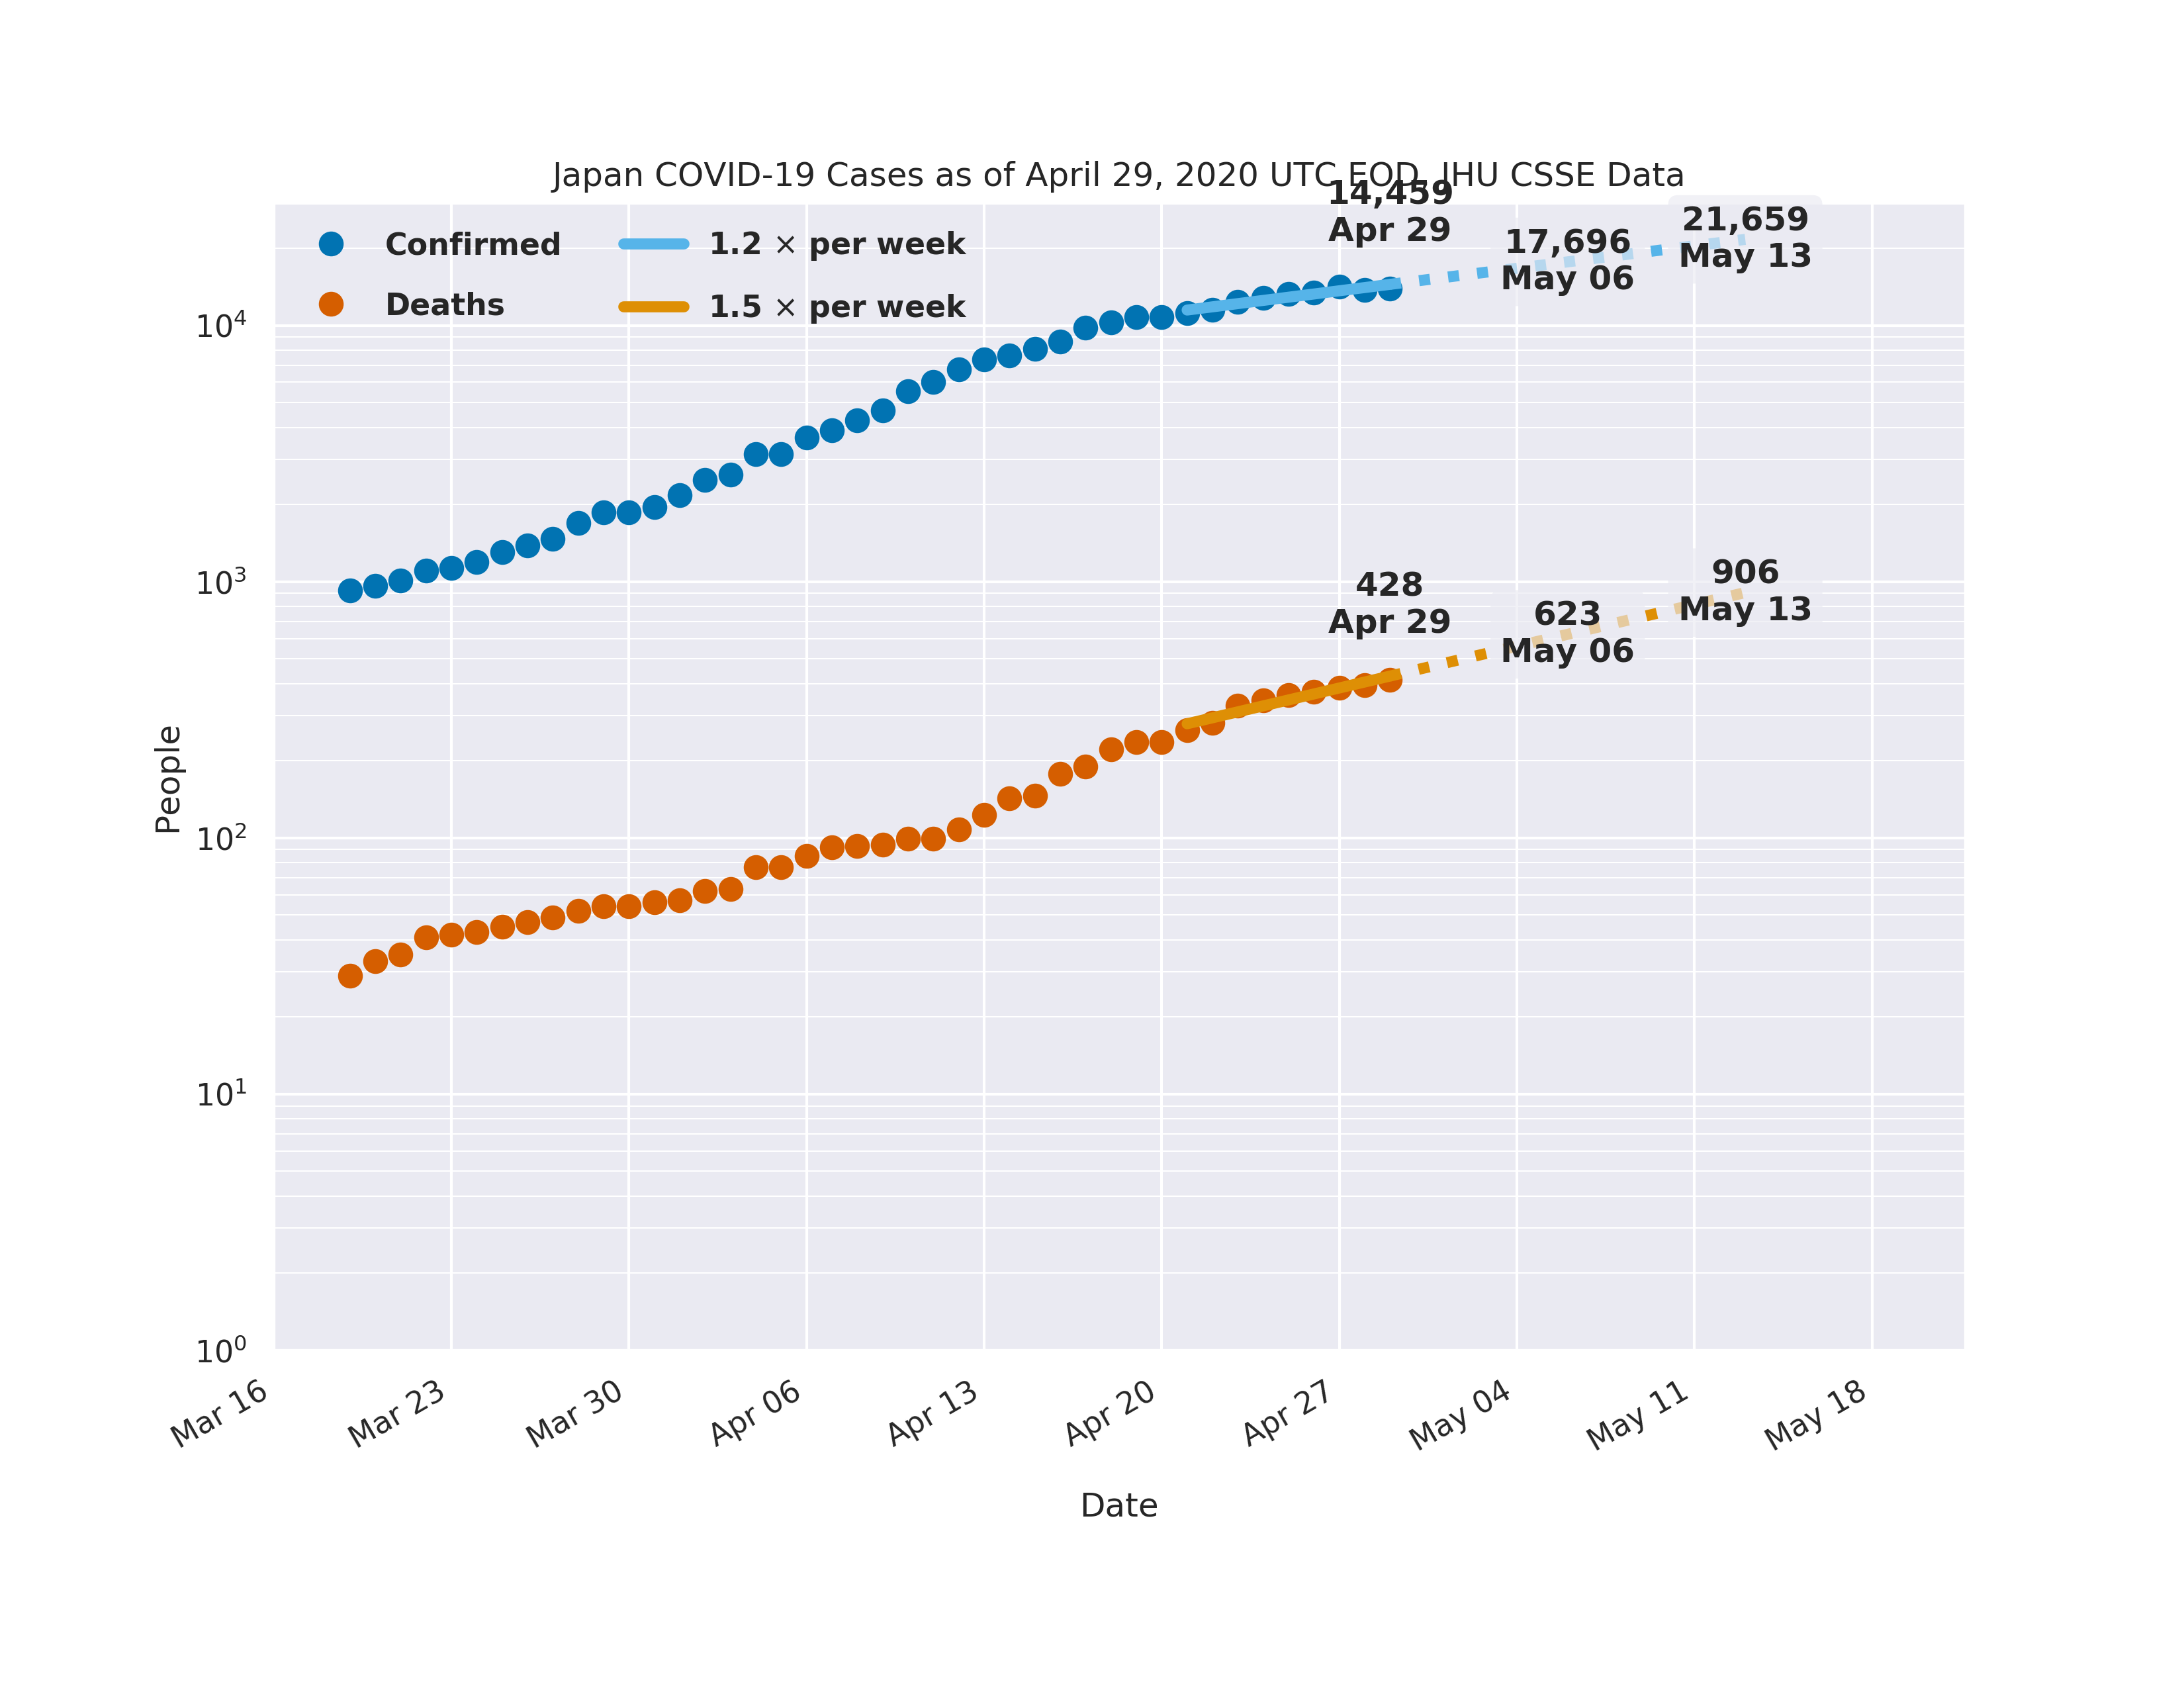 Japan COVID-19 Cases as of April 29, 2020 UTC EOD, JHU CSSE Data
Confirmed
Deaths
1.2 × per week
1.5 × per week
14,459
Apr 29
17,696
May 06
21,659
May 13
428
Apr 29
623
May 06
906
May 13
People
10⁴
10³
10²
10¹
10⁰
Mar 16
Mar 23
Mar 30
Apr 06
Apr 13
Apr 20
Apr 27
May 04
May 11
May 18
Date